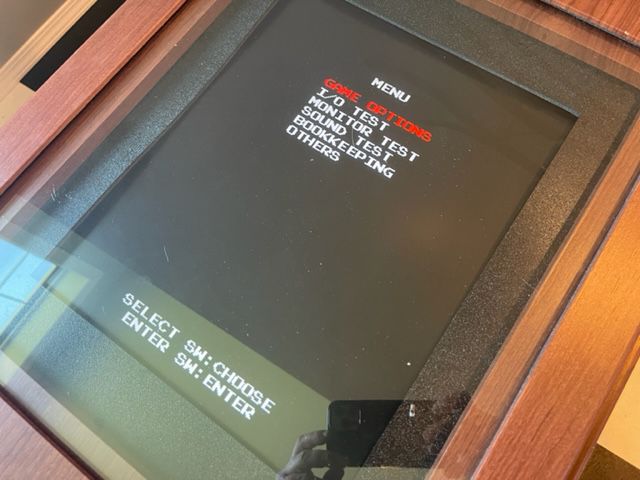 MENU
GAME OPTIONS
I/O TEST
MONITOR TEST
SOUND TEST
BOOKKEEPING
OTHERS
SELECT SW:CHOOSE
ENTER SW:ENTER